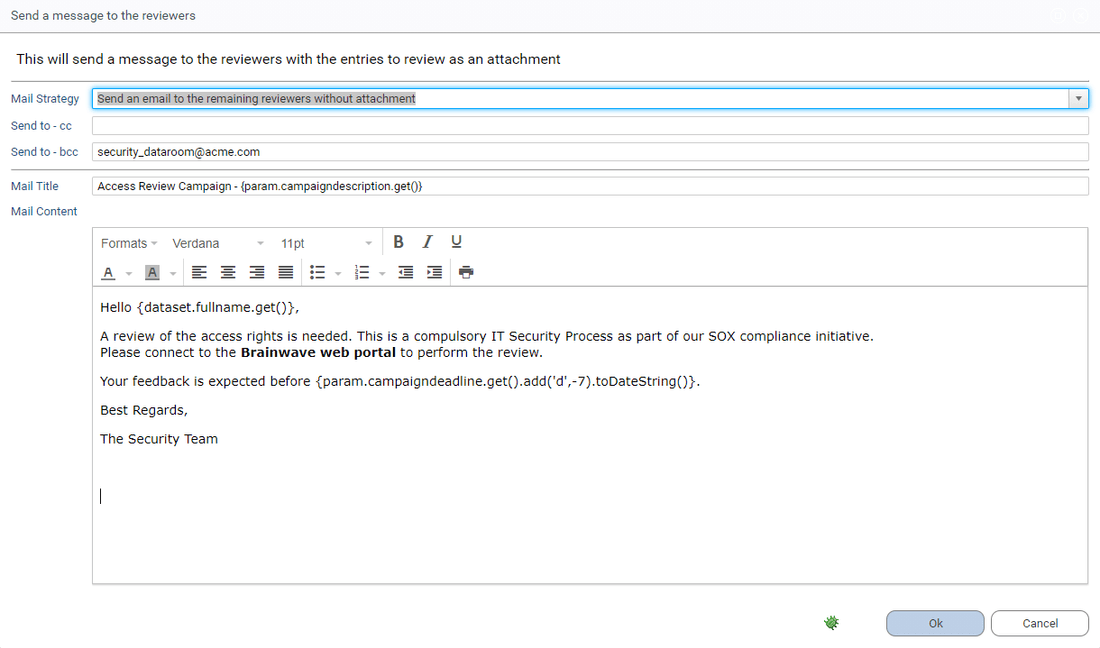 Send a message to the reviewers
This will send a message to the reviewers with the entries to review as an attachment
Mail Strategy
Send an email to the remaining reviewers without attachment
Send to - cc
Send to - bcc
security_dataroom@acme.com
Mail Title
Access Review Campaign - {param.campaigndescription.get()}
Mail Content
Formats Verdana 11pt B I U
A A
Hello {dataset.fullname.get()},
A review of the access rights is needed. This is a compulsory IT Security Process as part of our SOX compliance initiative.
Please connect to the Brainwave web portal to perform the review.
Your feedback is expected before {param.campaigndeadline.get().add('d',-7).toDateString()}.
Best Regards,
The Security Team
Ok Cancel